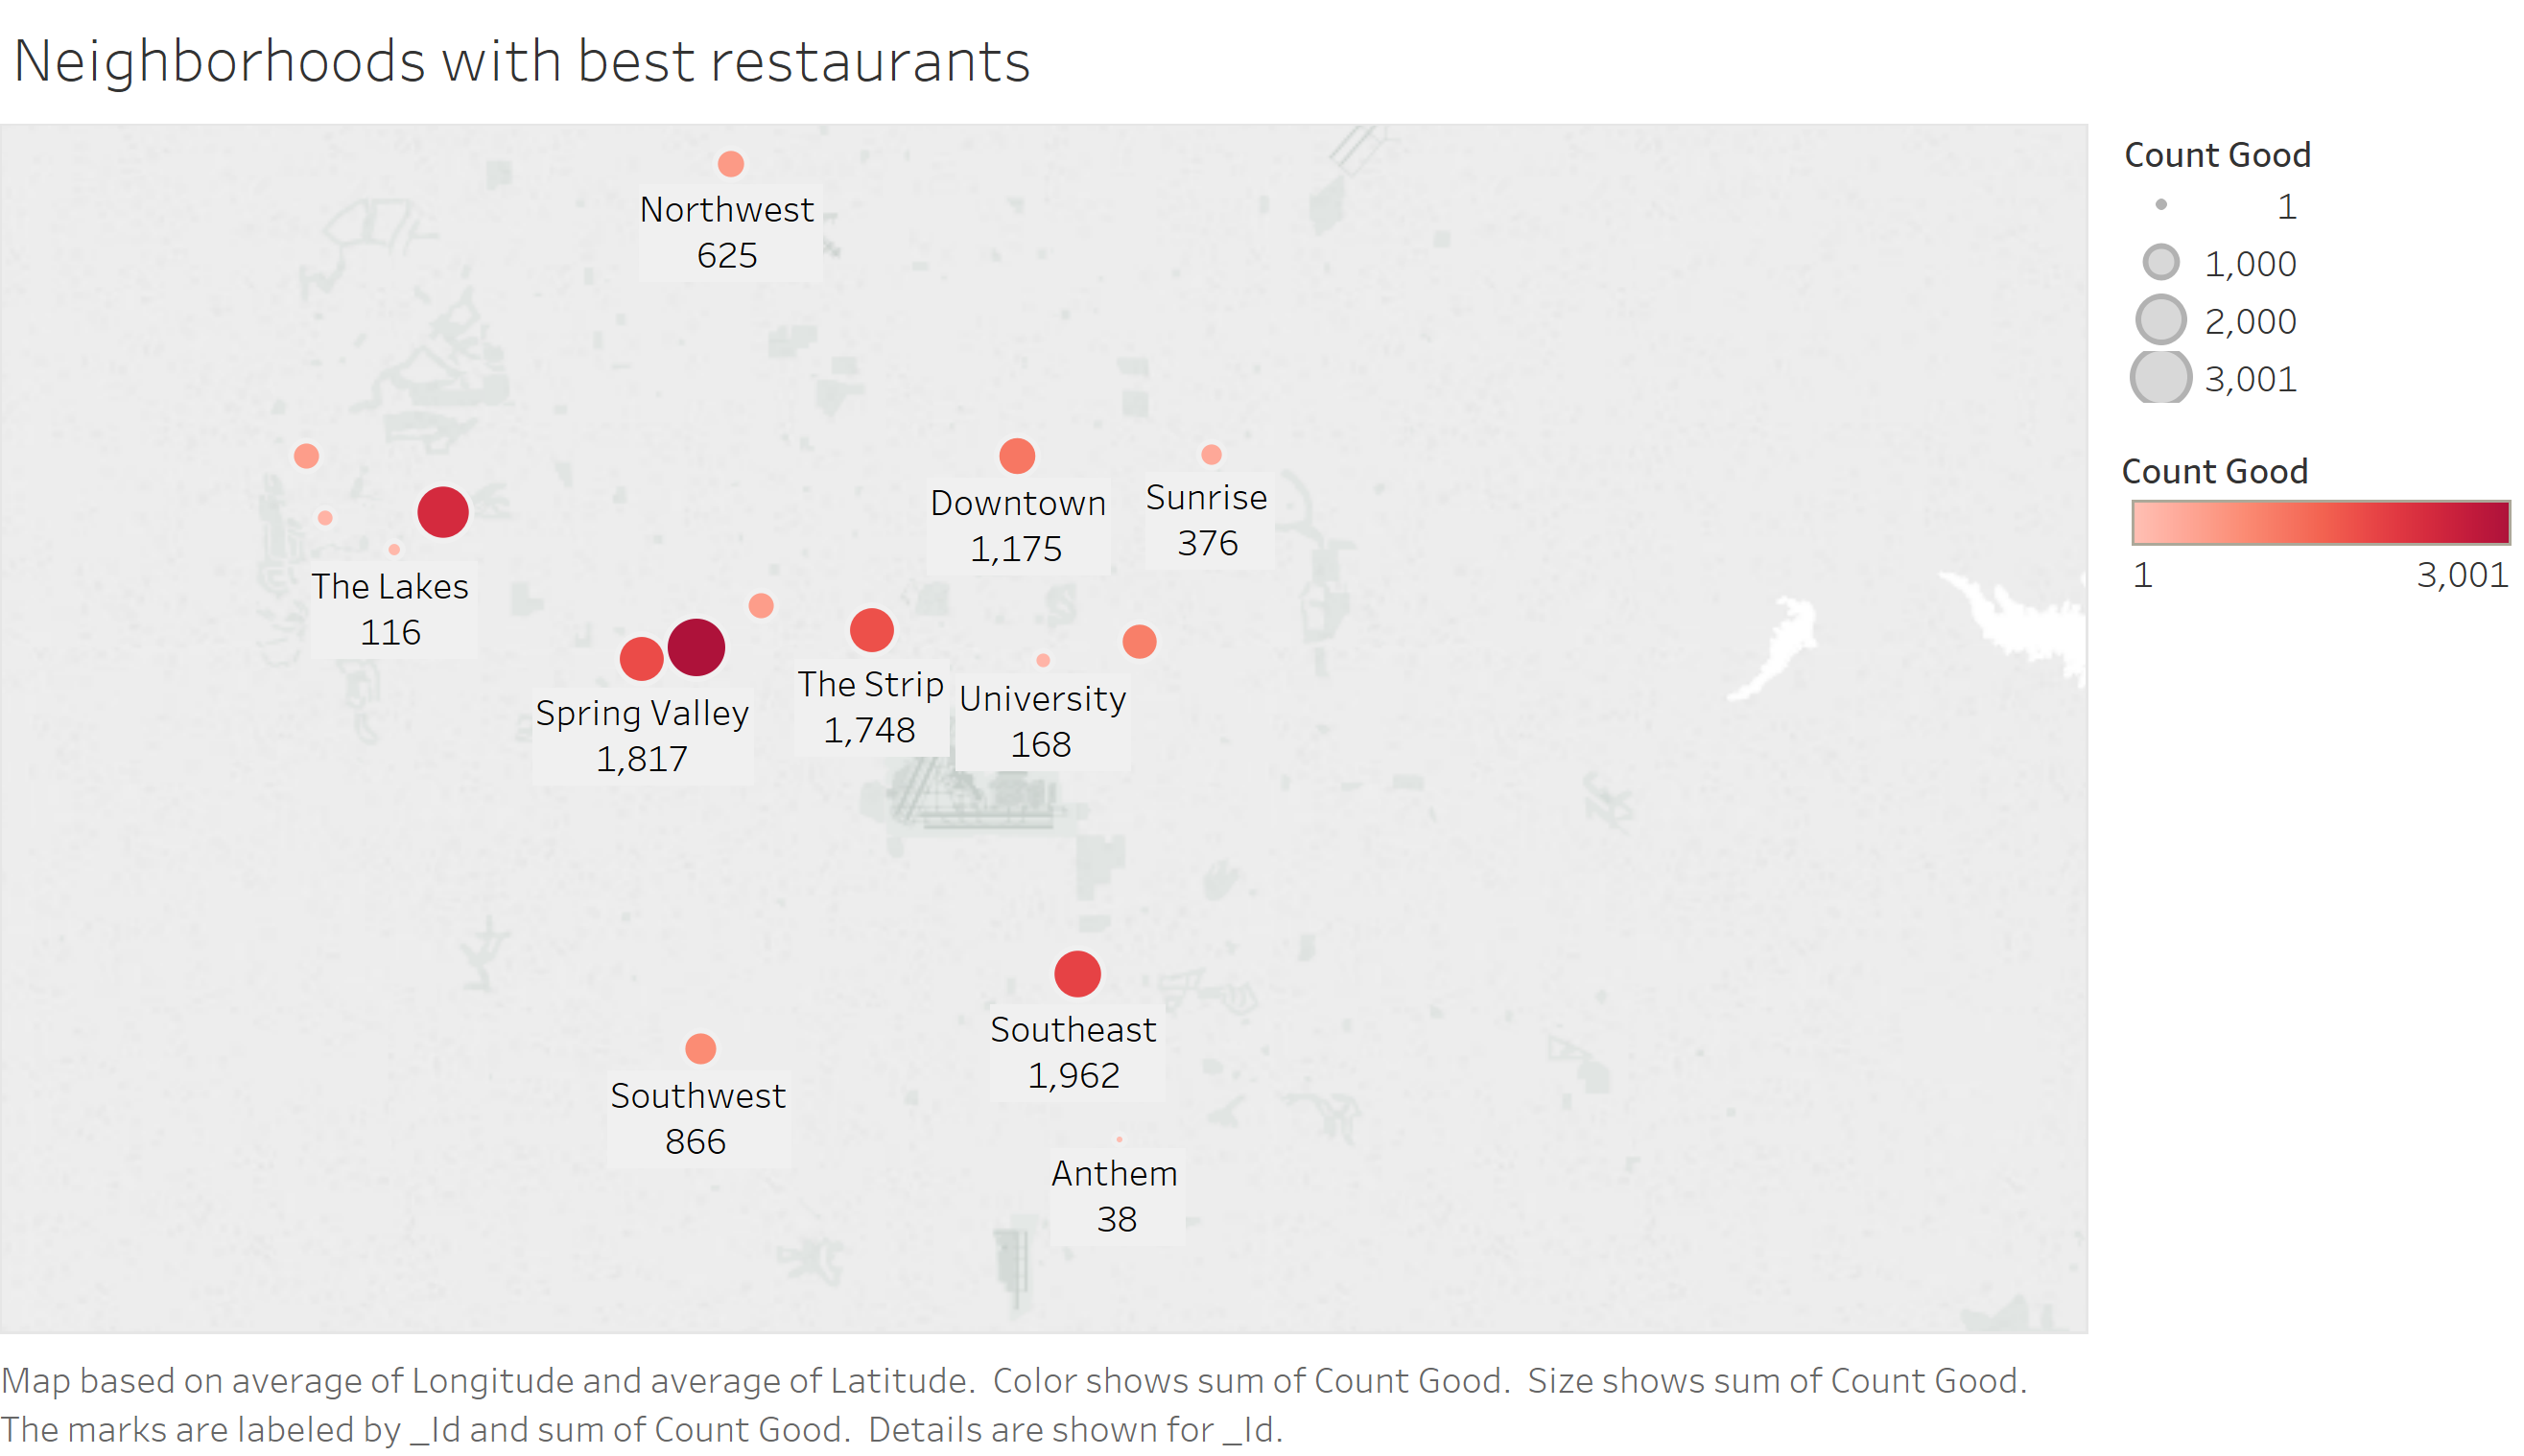 Neighborhoods with best restaurants
Northwest
625
Downtown
1,175
Sunrise
376
The Lakes
116
Spring Valley
1,817
The Strip
1,748
University
168
Southeast
1,962
Southwest
866
Anthem
38
Count Good
1
1,000
2,000
3,001
Count Good
1 3,001
Map based on average of Longitude and average of Latitude.  Color shows sum of Count Good.  Size shows sum of Count Good.
The marks are labeled by _Id and sum of Count Good.  Details are shown for _Id.